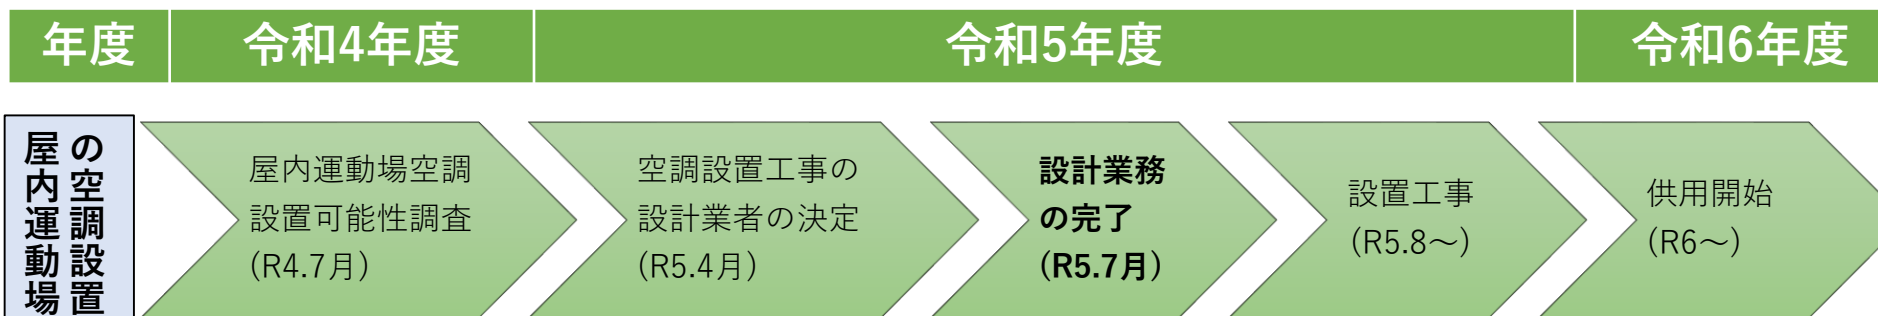 年度
令和4年度
令和5年度
令和6年度
屋内運動場
の空調設置
屋内運動場空調
設置可能性調査
(R4.7月)
空調設置工事の
設計業者の決定
(R5.4月)
設計業務
の完了
(R5.7月)
設置工事
(R5.8～)
供用開始
(R6～)